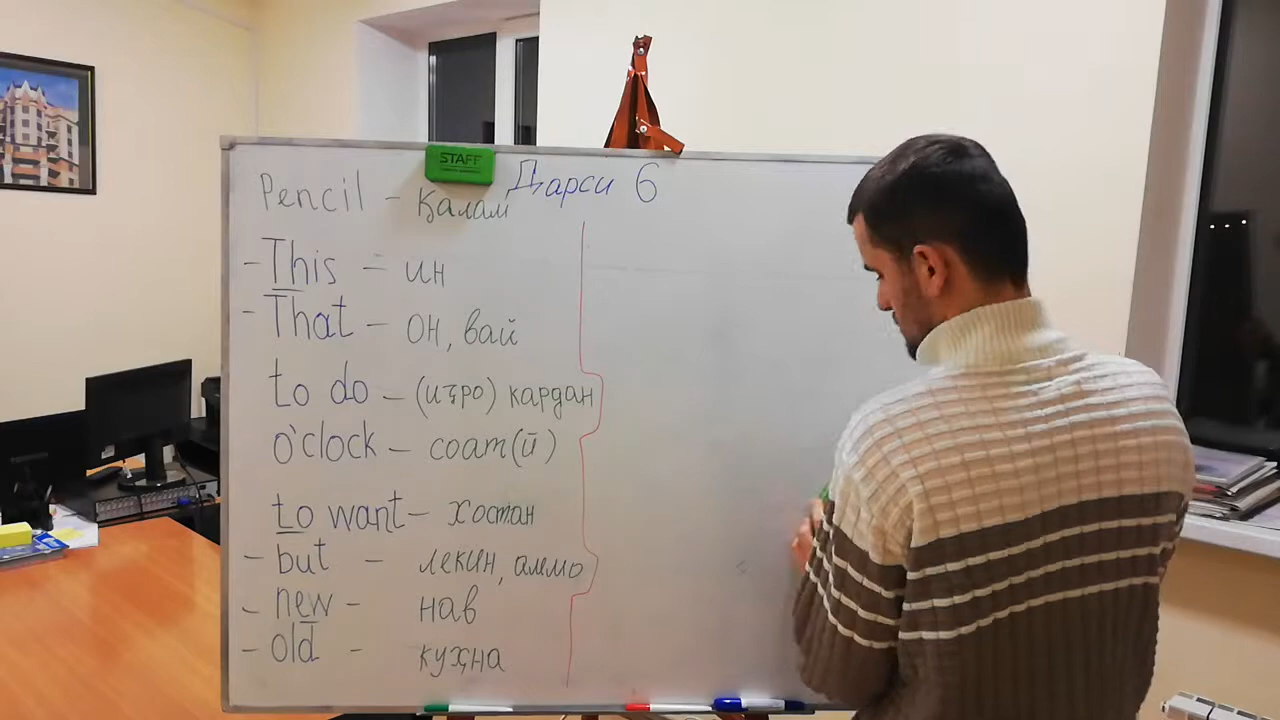 STAFF
Дарси 6
Pencil - Қалам
- This - ин
- That - он, вай
to do - (иҷро) кардан
o'clock - соат(ӣ)
to want - хостан
- but - лекин, аммо
- new - нав
- old - куҳна